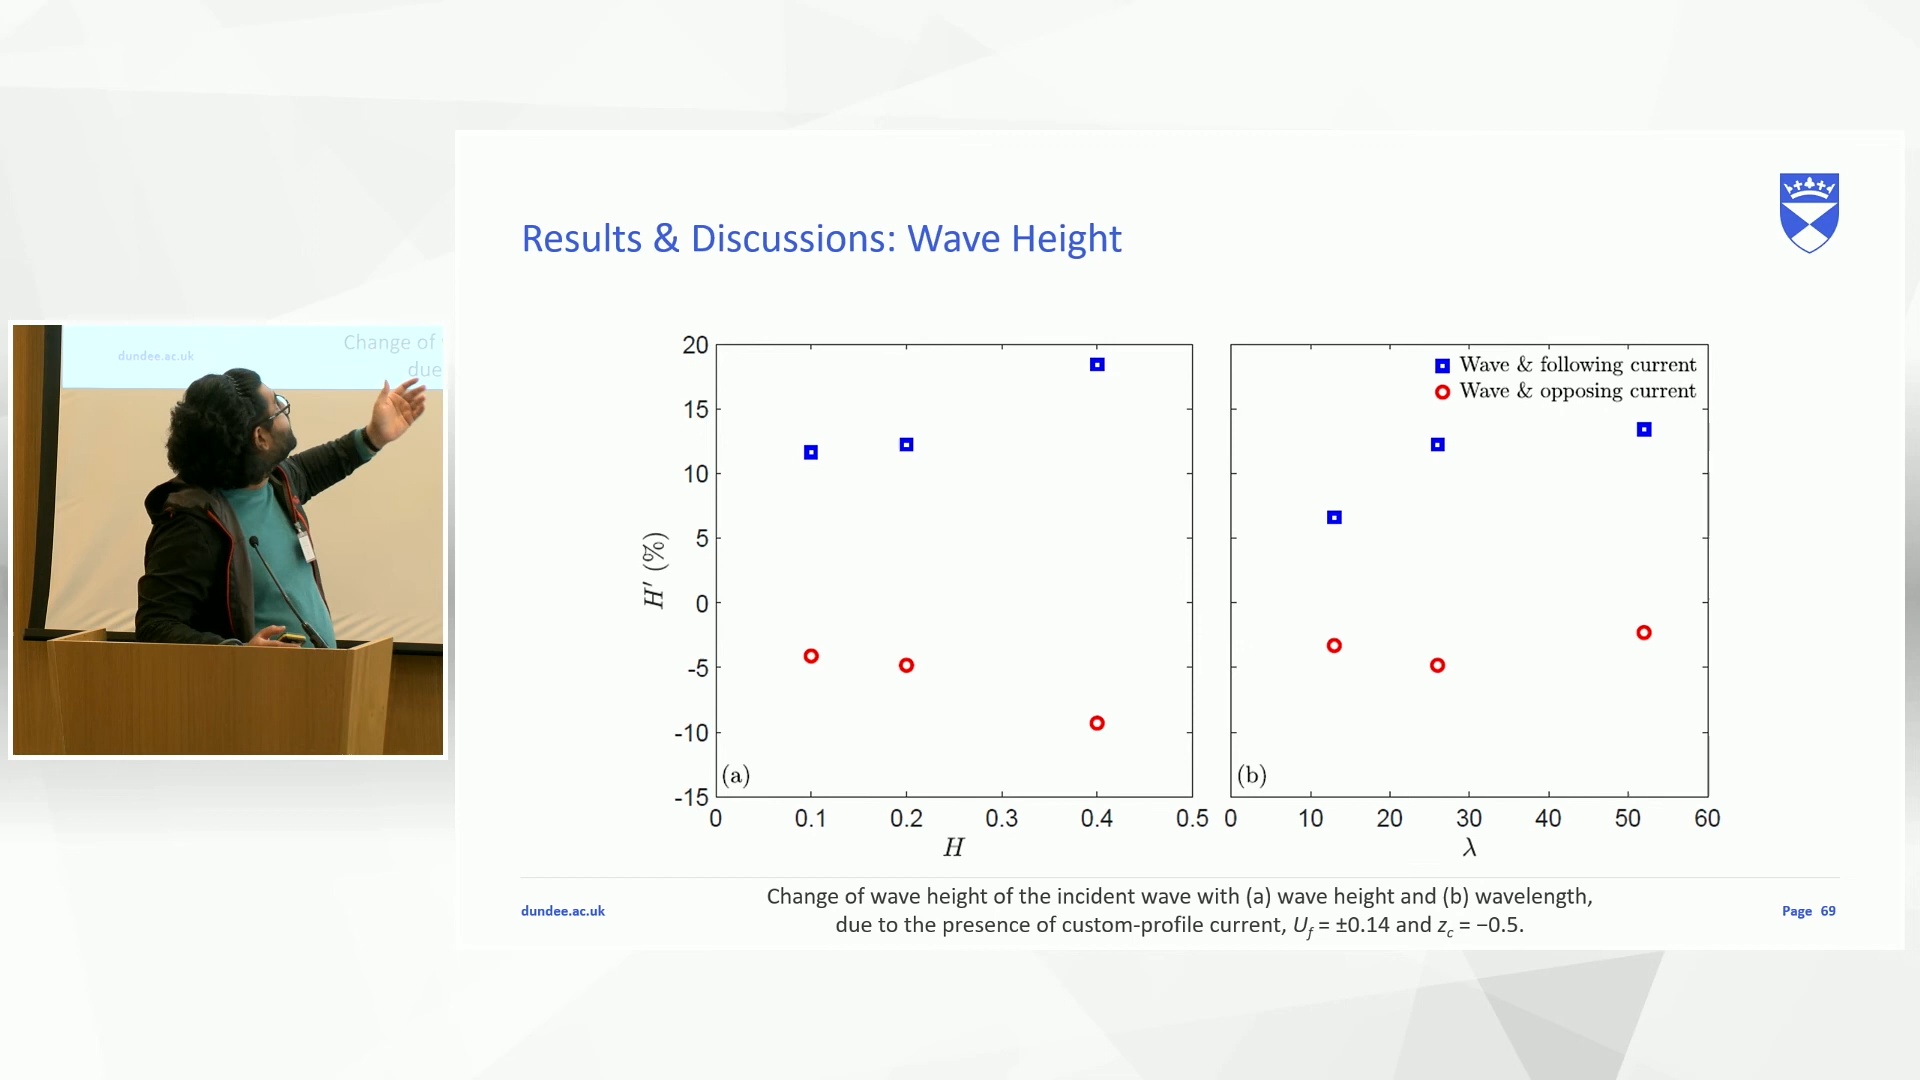 Results & Discussions: Wave Height
dundee.ac.uk
Change of
due
20
15
10
5
0
-5
-10
-15
H' (%)
(a)
0 0.1 0.2 0.3 0.4 0.5
H
Wave & following current
Wave & opposing current
(b)
0 10 20 30 40 50 60
λ
Change of wave height of the incident wave with (a) wave height and (b) wavelength,
due to the presence of custom-profile current, U_f = ±0.14 and z_c = −0.5.
dundee.ac.uk
Page 69